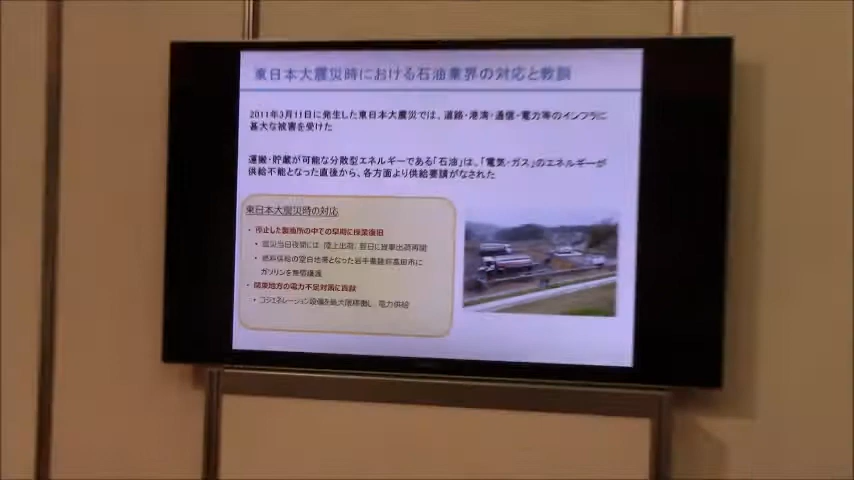 東日本大震災時における石油業界の対応と教訓
2011年3月11日に発生した東日本大震災では、道路・港湾・通信・電力等のインフラに
甚大な被害を受けた
運搬・貯蔵が可能な分散型エネルギーである「石油」は、「電気・ガス」のエネルギーが
供給不能となった直後から、各方面より供給要請がなされた
東日本大震災時の対応
・停止した製油所の中での早期に操業復旧
・震災当日夜間には 陸上出荷、翌日に陸車出荷再開
・燃料供給の空白地帯となった岩手県陸前高田市に
ガソリンを無償譲渡
・関東地方の電力不足対策に貢献
・コジェネレーション設備を最大限稼働し、電力供給